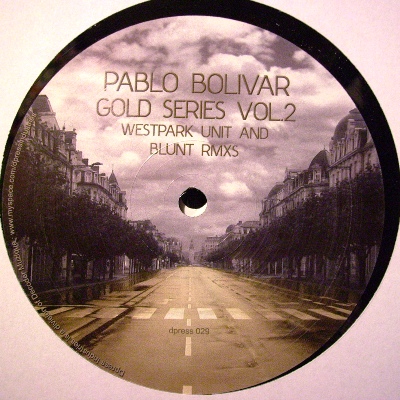 PABLO BOLIVAR
GOLD SERIES VOL.2
WESTPARK UNIT AND
BLUNT RMXS
dpress 029